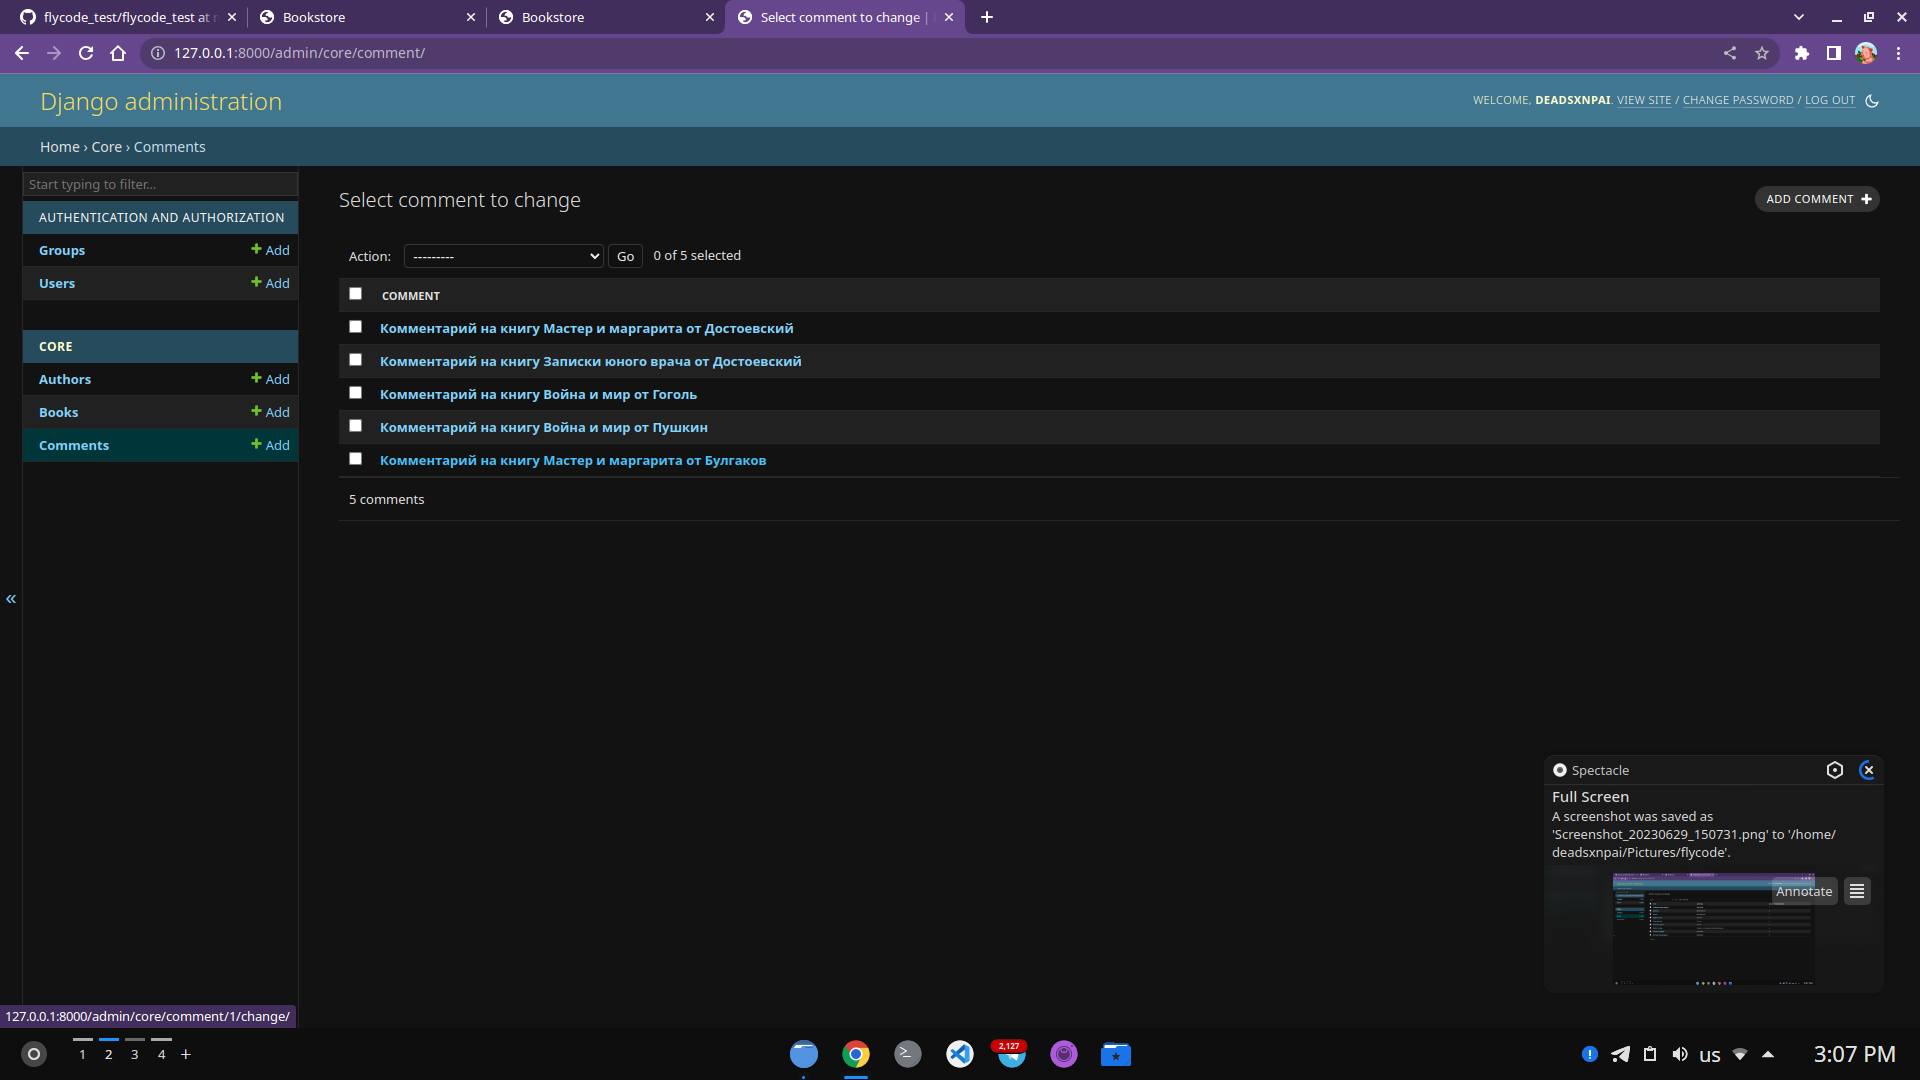 flycode_test/flycode_test at
Bookstore
Bookstore
Select comment to change |
127.0.0.1:8000/admin/core/comment/
Django administration
WELCOME, DEADSXNPAI. VIEW SITE / CHANGE PASSWORD / LOG OUT
Home › Core › Comments
Start typing to filter...
AUTHENTICATION AND AUTHORIZATION
Groups + Add
Users + Add
CORE
Authors + Add
Books + Add
Comments + Add
«
Select comment to change
ADD COMMENT +
Action: --------- Go 0 of 5 selected
COMMENT
Комментарий на книгу Мастер и маргарита от Достоевский
Комментарий на книгу Записки юного врача от Достоевский
Комментарий на книгу Война и мир от Гоголь
Комментарий на книгу Война и мир от Пушкин
Комментарий на книгу Мастер и маргарита от Булгаков
5 comments
Spectacle
Full Screen
A screenshot was saved as
'Screenshot_20230629_150731.png' to '/home/
deadsxnpai/Pictures/flycode'.
Annotate
127.0.0.1:8000/admin/core/comment/1/change/
1 2 3 4 +
2,127
us
3:07 PM